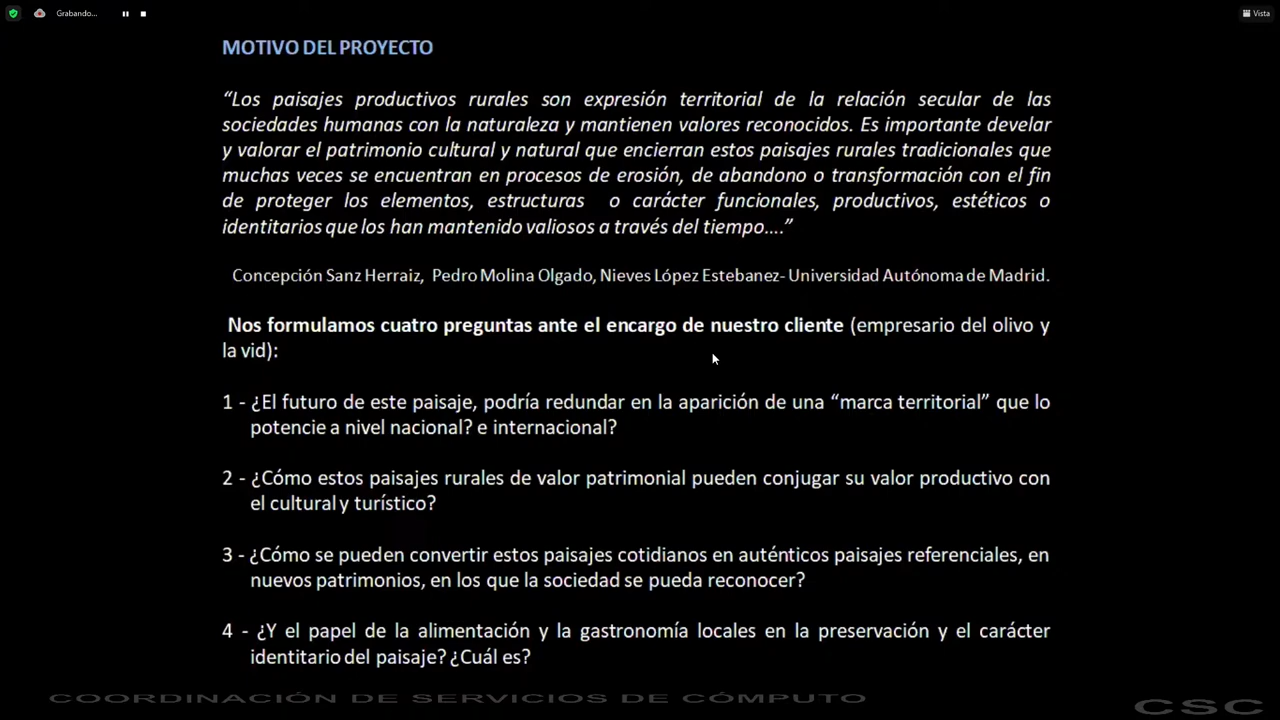 Grabando...
Vista
MOTIVO DEL PROYECTO
“Los paisajes productivos rurales son expresión territorial de la relación secular de las
sociedades humanas con la naturaleza y mantienen valores reconocidos. Es importante develar
y valorar el patrimonio cultural y natural que encierran estos paisajes rurales tradicionales que
muchas veces se encuentran en procesos de erosión, de abandono o transformación con el fin
de proteger los elementos, estructuras o carácter funcionales, productivos, estéticos o
identitarios que los han mantenido valiosos a través del tiempo....”
Concepción Sanz Herraiz, Pedro Molina Olgado, Nieves López Estebanez- Universidad Autónoma de Madrid.
Nos formulamos cuatro preguntas ante el encargo de nuestro cliente (empresario del olivo y
la vid):
1 - ¿El futuro de este paisaje, podría redundar en la aparición de una “marca territorial” que lo
potencie a nivel nacional? e internacional?
2 - ¿Cómo estos paisajes rurales de valor patrimonial pueden conjugar su valor productivo con
el cultural y turístico?
3 - ¿Cómo se pueden convertir estos paisajes cotidianos en auténticos paisajes referenciales, en
nuevos patrimonios, en los que la sociedad se pueda reconocer?
4 - ¿Y el papel de la alimentación y la gastronomía locales en la preservación y el carácter
identitario del paisaje? ¿Cuál es?
COORDINACIÓN DE SERVICIOS DE CÓMPUTO
CSC